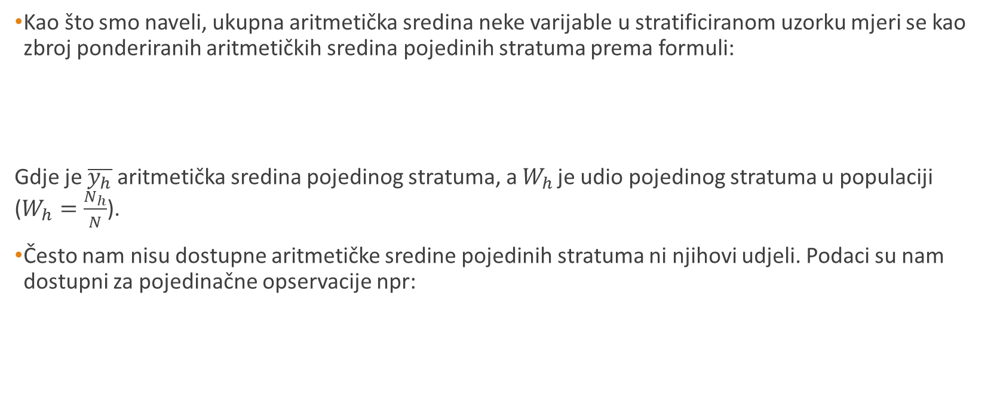 •Kao što smo naveli, ukupna aritmetička sredina neke varijable u stratificiranom uzorku mjeri se kao
zbroj ponderiranih aritmetičkih sredina pojedinih stratuma prema formuli:
Gdje je $\overline{y_h}$ aritmetička sredina pojedinog stratuma, a $W_h$ je udio pojedinog stratuma u populaciji
($W_h = \frac{N_h}{N}$).
•Često nam nisu dostupne aritmetičke sredine pojedinih stratuma ni njihovi udjeli. Podaci su nam
dostupni za pojedinačne opservacije npr: